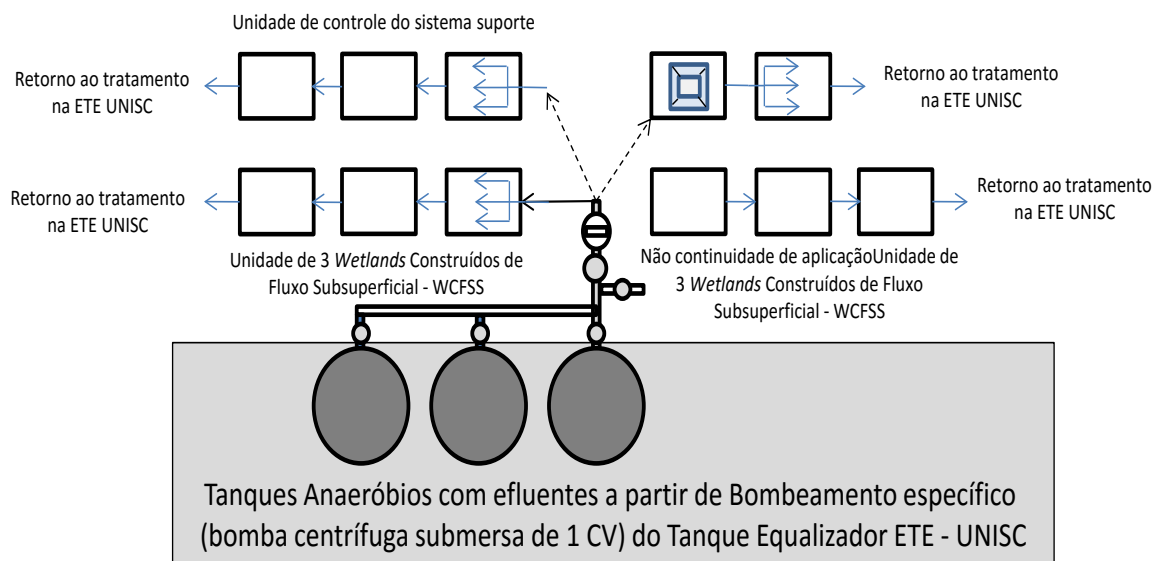 Unidade de controle do sistema suporte
Retorno ao tratamento
na ETE UNISC
Retorno ao tratamento
na ETE UNISC
Retorno ao tratamento
na ETE UNISC
Retorno ao tratamento
na ETE UNISC
Unidade de 3 Wetlands Construídos de
Fluxo Subsuperficial - WCFSS
Não continuidade de aplicaçãoUnidade de
3 Wetlands Construídos de Fluxo
Subsuperficial - WCFSS
Tanques Anaeróbios com efluentes a partir de Bombeamento específico
(bomba centrífuga submersa de 1 CV) do Tanque Equalizador ETE - UNISC